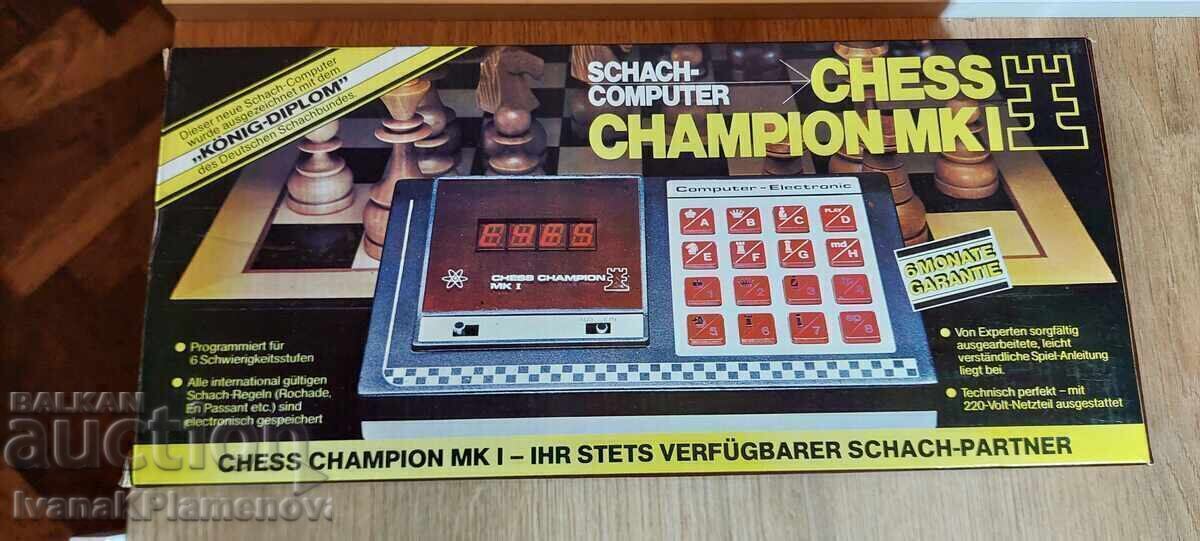 Dieser neue Schach-Computer
wurde ausgezeichnet mit dem
„KÖNIG-DIPLOM”
des Deutschen Schachbundes.
SCHACH-
COMPUTER
CHESS
CHAMPION MK I
Computer-Electronic
A
B
C
PLAY
D
E
F
G
md
H
1
2
3
4
5
6
7
ep
8
CHESS CHAMPION
MK I
6 MONATE
GARANTIE
● Programmiert für
6 Schwierigkeitsstufen
● Alle international gültigen
Schach-Regeln (Rochade,
En Passant etc.) sind
electronisch gespeichert
● Von Experten sorgfältig
ausgearbeitete, leicht
verständliche Spiel-Anleitung
liegt bei.
● Technisch perfekt – mit
220-Volt-Netzteil ausgestattet
CHESS CHAMPION MK I – IHR STETS VERFÜGBARER SCHACH-PARTNER
BALKAN
auction
IvanaKPlamenova